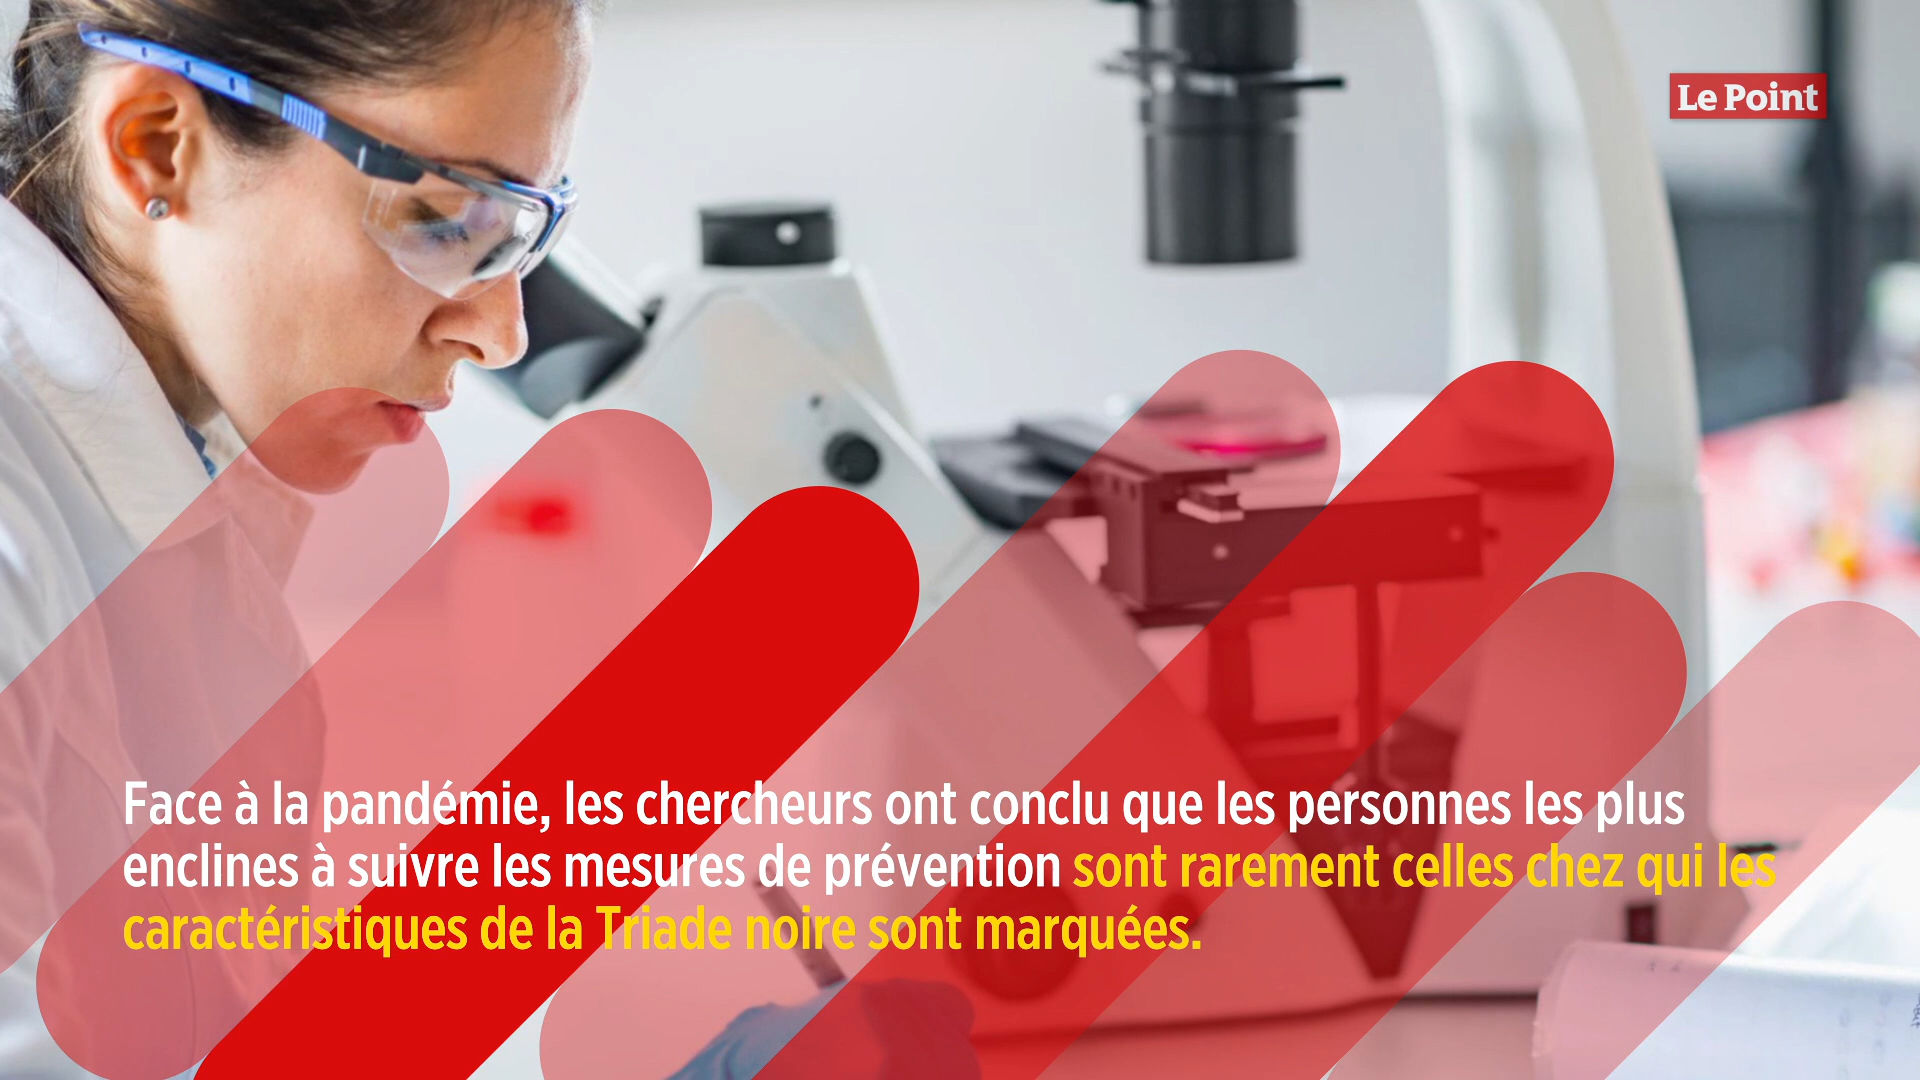 Le Point
Face à la pandémie, les chercheurs ont conclu que les personnes les plus
enclines à suivre les mesures de prévention sont rarement celles chez qui les
caractéristiques de la Triade noire sont marquées.